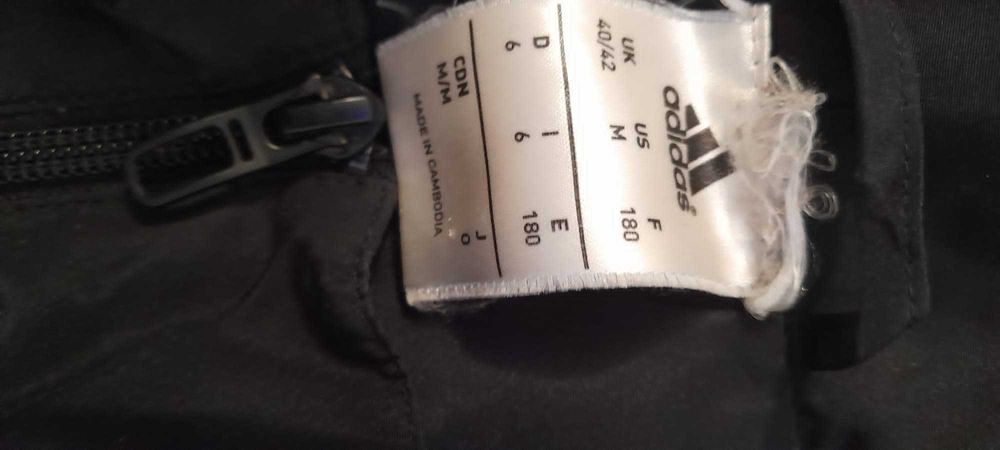 adidas
UK US F
40/42 M 180
D I E
6 6 180
CDN J
M/M O
MADE IN CAMBODIA